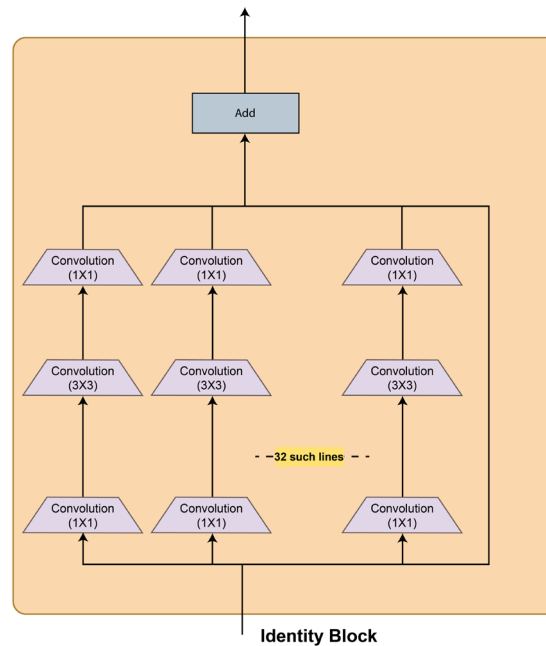 Add
Convolution
(1X1)
Convolution
(1X1)
Convolution
(1X1)
Convolution
(3X3)
Convolution
(3X3)
Convolution
(3X3)
32 such lines
Convolution
(1X1)
Convolution
(1X1)
Convolution
(1X1)
Identity Block